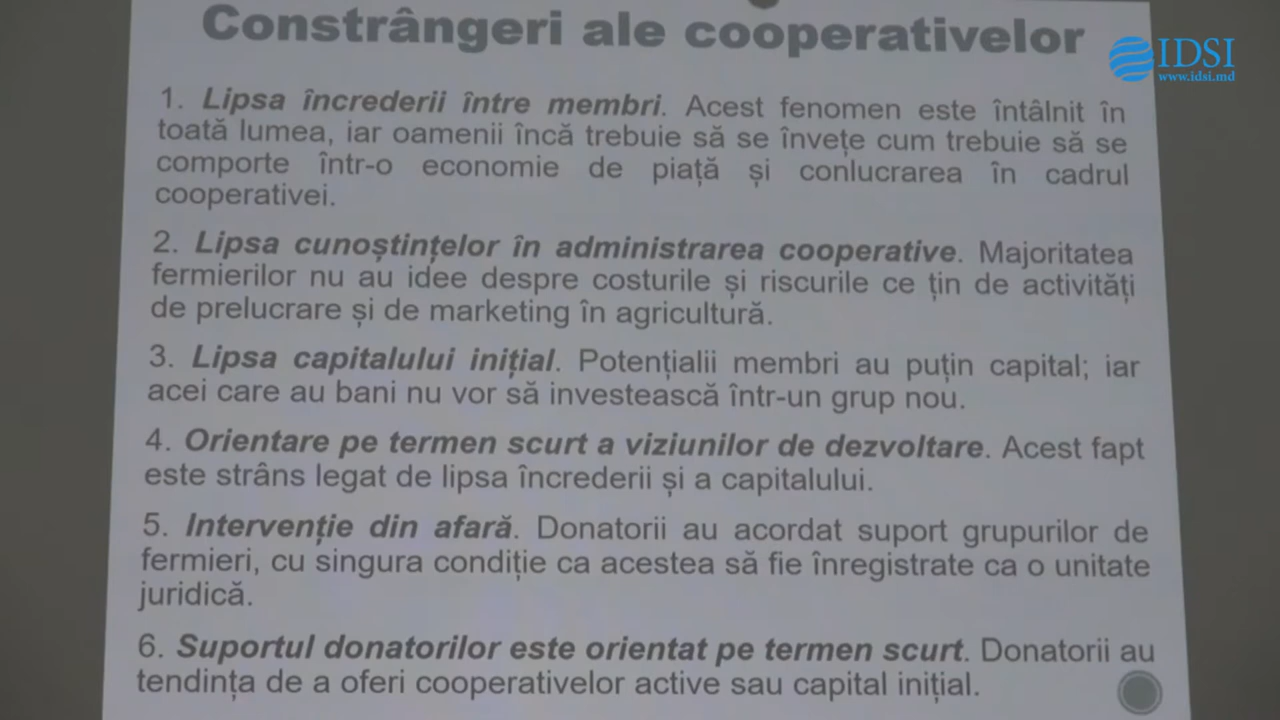 Constrângeri ale cooperativelor
IDSI
www.idsi.md
1. Lipsa încrederii între membri. Acest fenomen este întâlnit în
toată lumea, iar oamenii încă trebuie să se învețe cum trebuie să se
comporte într-o economie de piață și conlucrarea în cadrul
cooperativei.
2. Lipsa cunoștințelor în administrarea cooperative. Majoritatea
fermierilor nu au idee despre costurile și riscurile ce țin de activități
de prelucrare și de marketing în agricultură.
3. Lipsa capitalului inițial. Potențialii membri au puțin capital; iar
acei care au bani nu vor să investească într-un grup nou.
4. Orientare pe termen scurt a viziunilor de dezvoltare. Acest fapt
este strâns legat de lipsa încrederii și a capitalului.
5. Intervenție din afară. Donatorii au acordat suport grupurilor de
fermieri, cu singura condiție ca acestea să fie înregistrate ca o unitate
juridică.
6. Suportul donatorilor este orientat pe termen scurt. Donatorii au
tendința de a oferi cooperativelor active sau capital inițial.